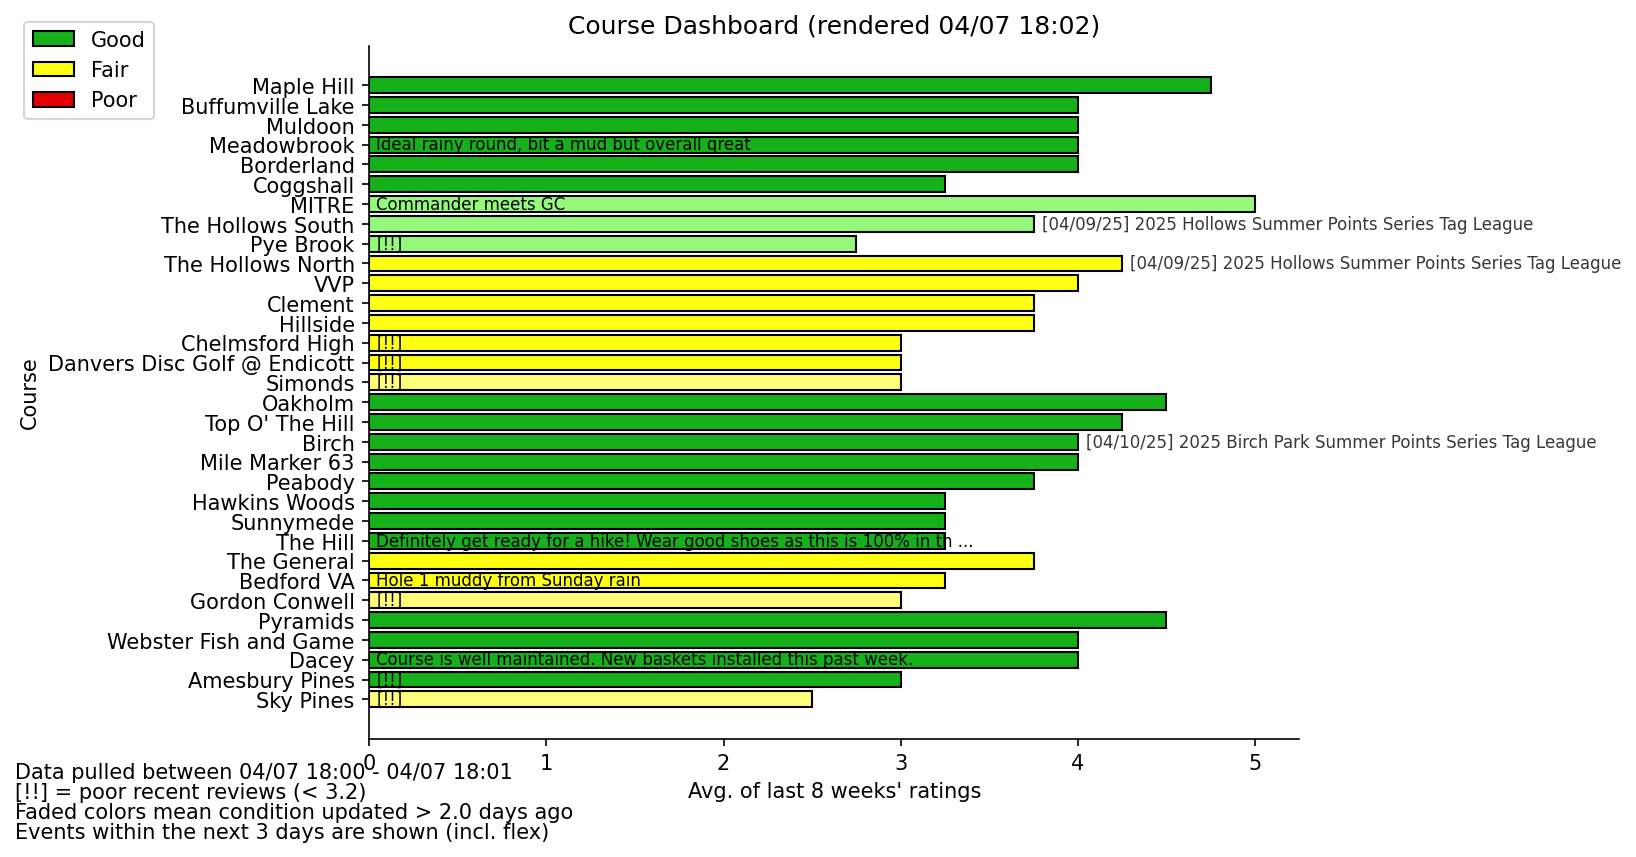 Course Dashboard (rendered 04/07 18:02)
Good
Fair
Poor
Course
Maple Hill
Buffumville Lake
Muldoon
Meadowbrook Ideal rainy round, bit a mud but overall great
Borderland
Coggshall
MITRE Commander meets GC
The Hollows South [04/09/25] 2025 Hollows Summer Points Series Tag League
Pye Brook [!!]
The Hollows North [04/09/25] 2025 Hollows Summer Points Series Tag League
VVP
Clement
Hillside
Chelmsford High [!!]
Danvers Disc Golf @ Endicott [!!]
Simonds [!!]
Oakholm
Top O' The Hill
Birch [04/10/25] 2025 Birch Park Summer Points Series Tag League
Mile Marker 63
Peabody
Hawkins Woods
Sunnymede
The Hill Definitely get ready for a hike! Wear good shoes as this is 100% in th ...
The General
Bedford VA Hole 1 muddy from Sunday rain
Gordon Conwell [!!]
Pyramids
Webster Fish and Game
Dacey Course is well maintained. New baskets installed this past week.
Amesbury Pines [!!]
Sky Pines [!!]
0 1 2 3 4 5
Avg. of last 8 weeks' ratings
Data pulled between 04/07 18:00 - 04/07 18:01
[!!] = poor recent reviews (< 3.2)
Faded colors mean condition updated > 2.0 days ago
Events within the next 3 days are shown (incl. flex)